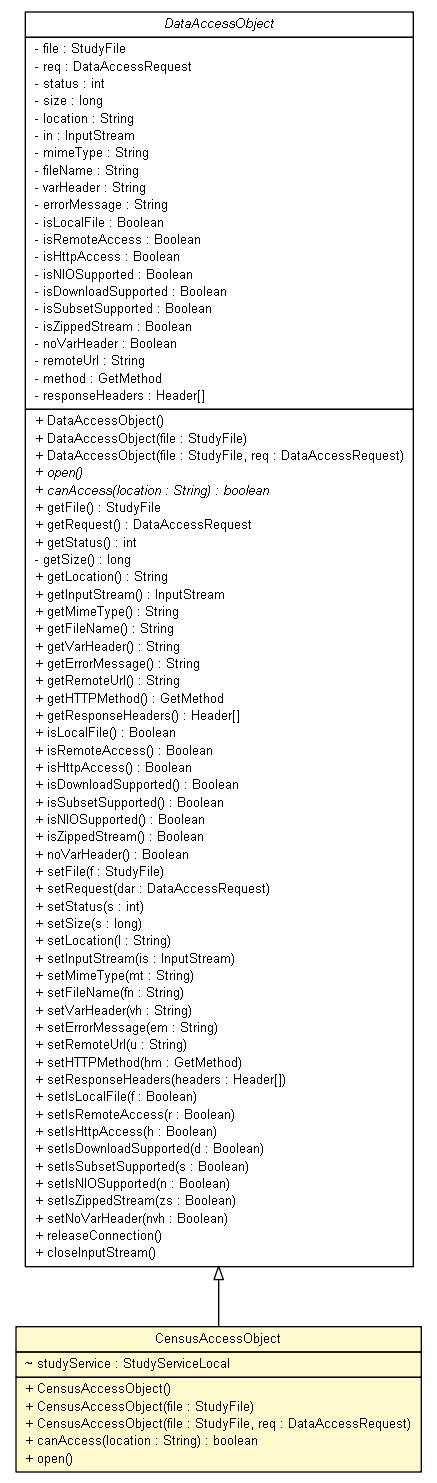 DataAccessObject
- file : StudyFile
- req : DataAccessRequest
- status : int
- size : long
- location : String
- in : InputStream
- mimeType : String
- fileName : String
- varHeader : String
- errorMessage : String
- isLocalFile : Boolean
- isRemoteAccess : Boolean
- isHttpAccess : Boolean
- isNIOSupported : Boolean
- isDownloadSupported : Boolean
- isSubsetSupported : Boolean
- isZippedStream : Boolean
- noVarHeader : Boolean
- remoteUrl : String
- method : GetMethod
- responseHeaders : Header[]
+ DataAccessObject()
+ DataAccessObject(file : StudyFile)
+ DataAccessObject(file : StudyFile, req : DataAccessRequest)
+ open()
+ canAccess(location : String) : boolean
+ getFile() : StudyFile
+ getRequest() : DataAccessRequest
+ getStatus() : int
- getSize() : long
+ getLocation() : String
+ getInputStream() : InputStream
+ getMimeType() : String
+ getFileName() : String
+ getVarHeader() : String
+ getErrorMessage() : String
+ getRemoteUrl() : String
+ getHTTPMethod() : GetMethod
+ getResponseHeaders() : Header[]
+ isLocalFile() : Boolean
+ isRemoteAccess() : Boolean
+ isHttpAccess() : Boolean
+ isDownloadSupported() : Boolean
+ isSubsetSupported() : Boolean
+ isNIOSupported() : Boolean
+ isZippedStream() : Boolean
+ noVarHeader() : Boolean
+ setFile(f : StudyFile)
+ setRequest(dar : DataAccessRequest)
+ setStatus(s : int)
+ setSize(s : long)
+ setLocation(l : String)
+ setInputStream(is : InputStream)
+ setMimeType(mt : String)
+ setFileName(fn : String)
+ setVarHeader(vh : String)
+ setErrorMessage(em : String)
+ setRemoteUrl(u : String)
+ setHTTPMethod(hm : GetMethod)
+ setResponseHeaders(headers : Header[])
+ setIsLocalFile(f : Boolean)
+ setIsRemoteAccess(r : Boolean)
+ setIsHttpAccess(h : Boolean)
+ setIsDownloadSupported(d : Boolean)
+ setIsSubsetSupported(s : Boolean)
+ setIsNIOSupported(n : Boolean)
+ setIsZippedStream(zs : Boolean)
+ setNoVarHeader(nvh : Boolean)
+ releaseConnection()
+ closeInputStream()
CensusAccessObject
~ studyService : StudyServiceLocal
+ CensusAccessObject()
+ CensusAccessObject(file : StudyFile)
+ CensusAccessObject(file : StudyFile, req : DataAccessRequest)
+ canAccess(location : String) : boolean
+ open()